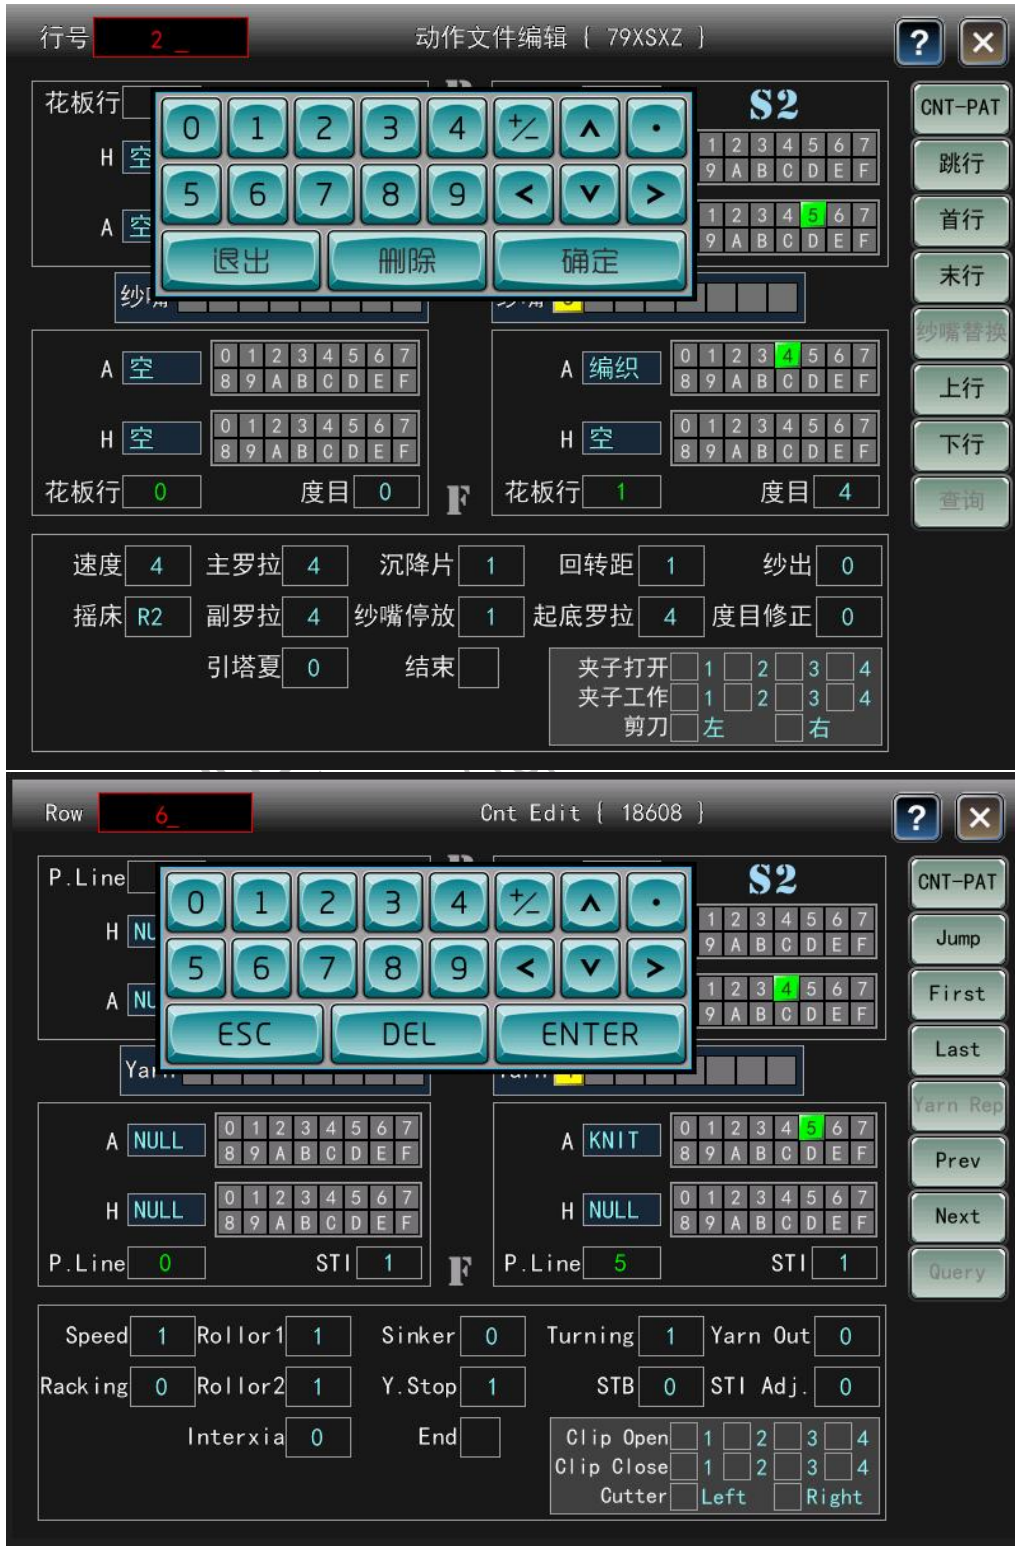 行号 2 _ 动作文件编辑 { 79XSXZ } ? ×
花板行 S2 CNT-PAT
0 1 2 3 4 +/- ∧ ·
H 空 1 2 3 4 5 6 7
9 A B C D E F
跳行
5 6 7 8 9 < ∨ >
A 空 1 2 3 4 5 6 7
9 A B C D E F
首行
退出 删除 确定
末行
纱嘴
纱嘴替换
A 空 0 1 2 3 4 5 6 7 A 编织 0 1 2 3 4 5 6 7
8 9 A B C D E F 8 9 A B C D E F
上行
H 空 0 1 2 3 4 5 6 7 H 空 0 1 2 3 4 5 6 7
8 9 A B C D E F 8 9 A B C D E F
下行
花板行 0 度目 0 F 花板行 1 度目 4
查询
速度 4 主罗拉 4 沉降片 1 回转距 1 纱出 0
摇床 R2 副罗拉 4 纱嘴停放 1 起底罗拉 4 度目修正 0
引塔夏 0 结束 夹子打开 1 2 3 4
夹子工作 1 2 3 4
剪刀 左 右
Row 6_ Cnt Edit { 18608 } ? ×
P.Line S2 CNT-PAT
0 1 2 3 4 +/- ∧ ·
H 1 2 3 4 5 6 7
9 A B C D E F
Jump
5 6 7 8 9 < ∨ >
A 1 2 3 4 5 6 7
9 A B C D E F
First
ESC DEL ENTER
Last
Yarn Rep
A NULL 0 1 2 3 4 5 6 7 A KNIT 0 1 2 3 4 5 6 7
8 9 A B C D E F 8 9 A B C D E F
Prev
H NULL 0 1 2 3 4 5 6 7 H NULL 0 1 2 3 4 5 6 7
8 9 A B C D E F 8 9 A B C D E F
Next
P.Line 0 STI 1 F P.Line 5 STI 1
Query
Speed 1 Rollor1 1 Sinker 0 Turning 1 Yarn Out 0
Racking 0 Rollor2 1 Y.Stop 1 STB 0 STI Adj. 0
Interxia 0 End Clip Open 1 2 3 4
Clip Close 1 2 3 4
Cutter Left Right